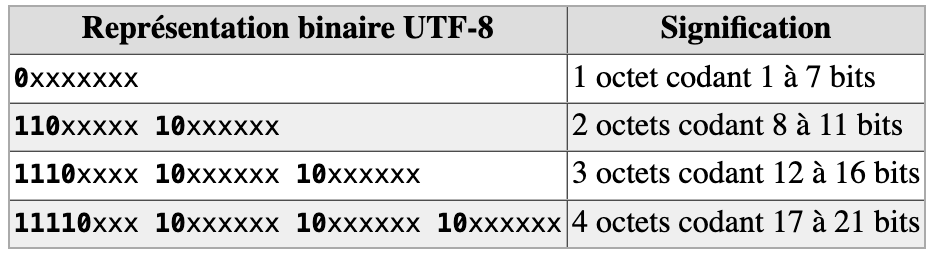 Représentation binaire UTF-8 Signification
0xxxxxxx 1 octet codant 1 à 7 bits
110xxxxx 10xxxxxx 2 octets codant 8 à 11 bits
1110xxxx 10xxxxxx 10xxxxxx 3 octets codant 12 à 16 bits
11110xxx 10xxxxxx 10xxxxxx 10xxxxxx 4 octets codant 17 à 21 bits